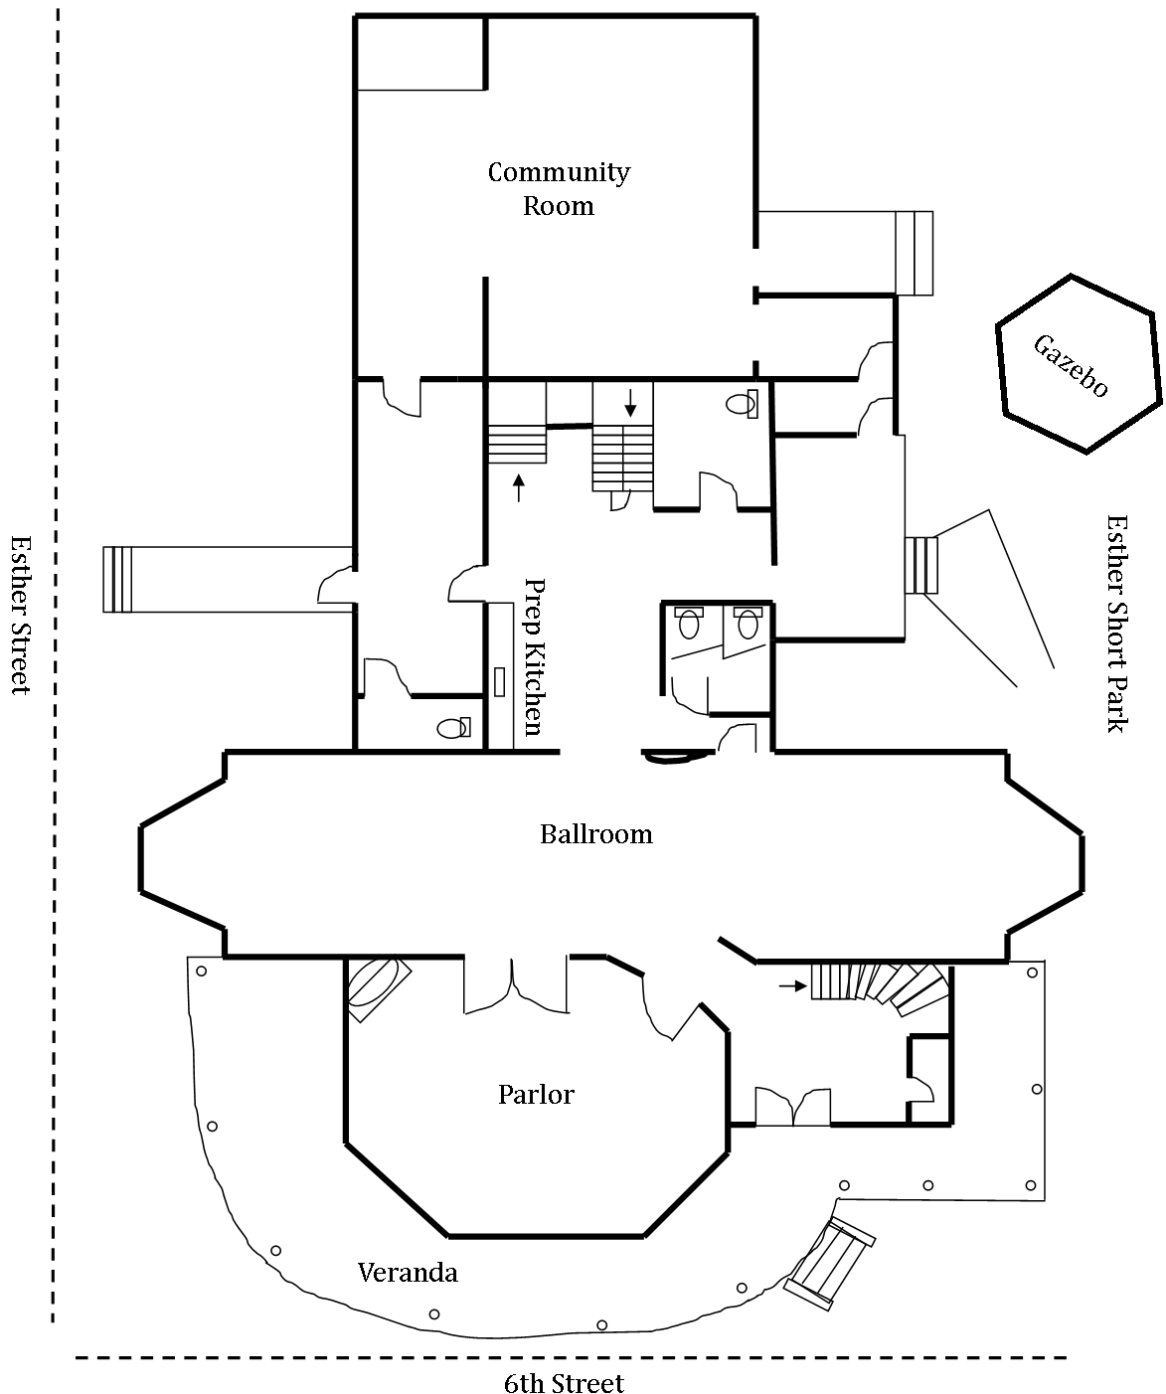 Community
Room
Gazebo
Esther Street
Prep Kitchen
Esther Short Park
Ballroom
Parlor
Veranda
6th Street